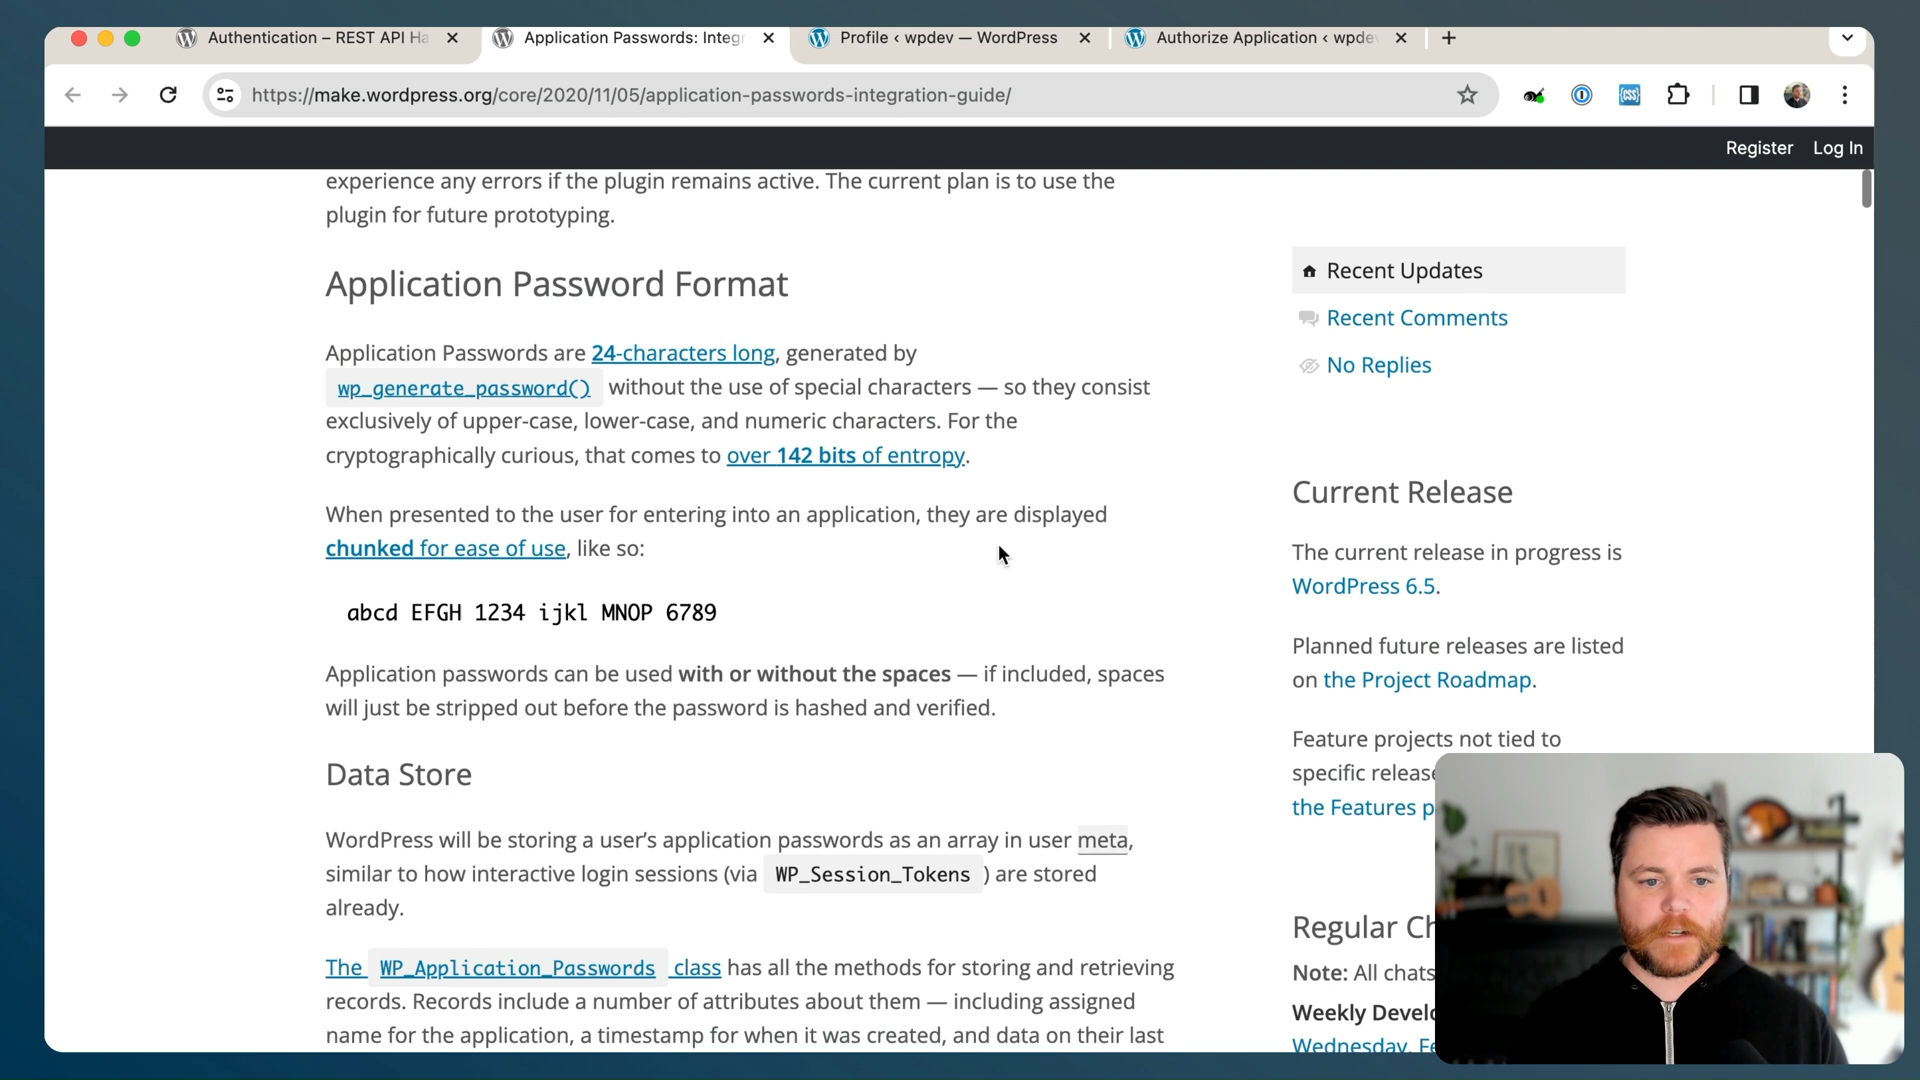 Authentication – REST API Ha
Application Passwords: Integr
Profile ‹ wpdev — WordPress
Authorize Application ‹ wpde
https://make.wordpress.org/core/2020/11/05/application-passwords-integration-guide/
Register Log In
experience any errors if the plugin remains active. The current plan is to use the
plugin for future prototyping.
Application Password Format
Application Passwords are 24-characters long, generated by
wp_generate_password() without the use of special characters — so they consist
exclusively of upper-case, lower-case, and numeric characters. For the
cryptographically curious, that comes to over 142 bits of entropy.
When presented to the user for entering into an application, they are displayed
chunked for ease of use, like so:
abcd EFGH 1234 ijkl MNOP 6789
Application passwords can be used with or without the spaces — if included, spaces
will just be stripped out before the password is hashed and verified.
Data Store
WordPress will be storing a user’s application passwords as an array in user meta,
similar to how interactive login sessions (via WP_Session_Tokens ) are stored
already.
The WP_Application_Passwords class has all the methods for storing and retrieving
records. Records include a number of attributes about them — including assigned
name for the application, a timestamp for when it was created, and data on their last
Recent Updates
Recent Comments
No Replies
Current Release
The current release in progress is
WordPress 6.5.
Planned future releases are listed
on the Project Roadmap.
Feature projects not tied to
specific release
the Features p
Regular Ch
Note: All chats
Weekly Develo
Wednesday, Fe